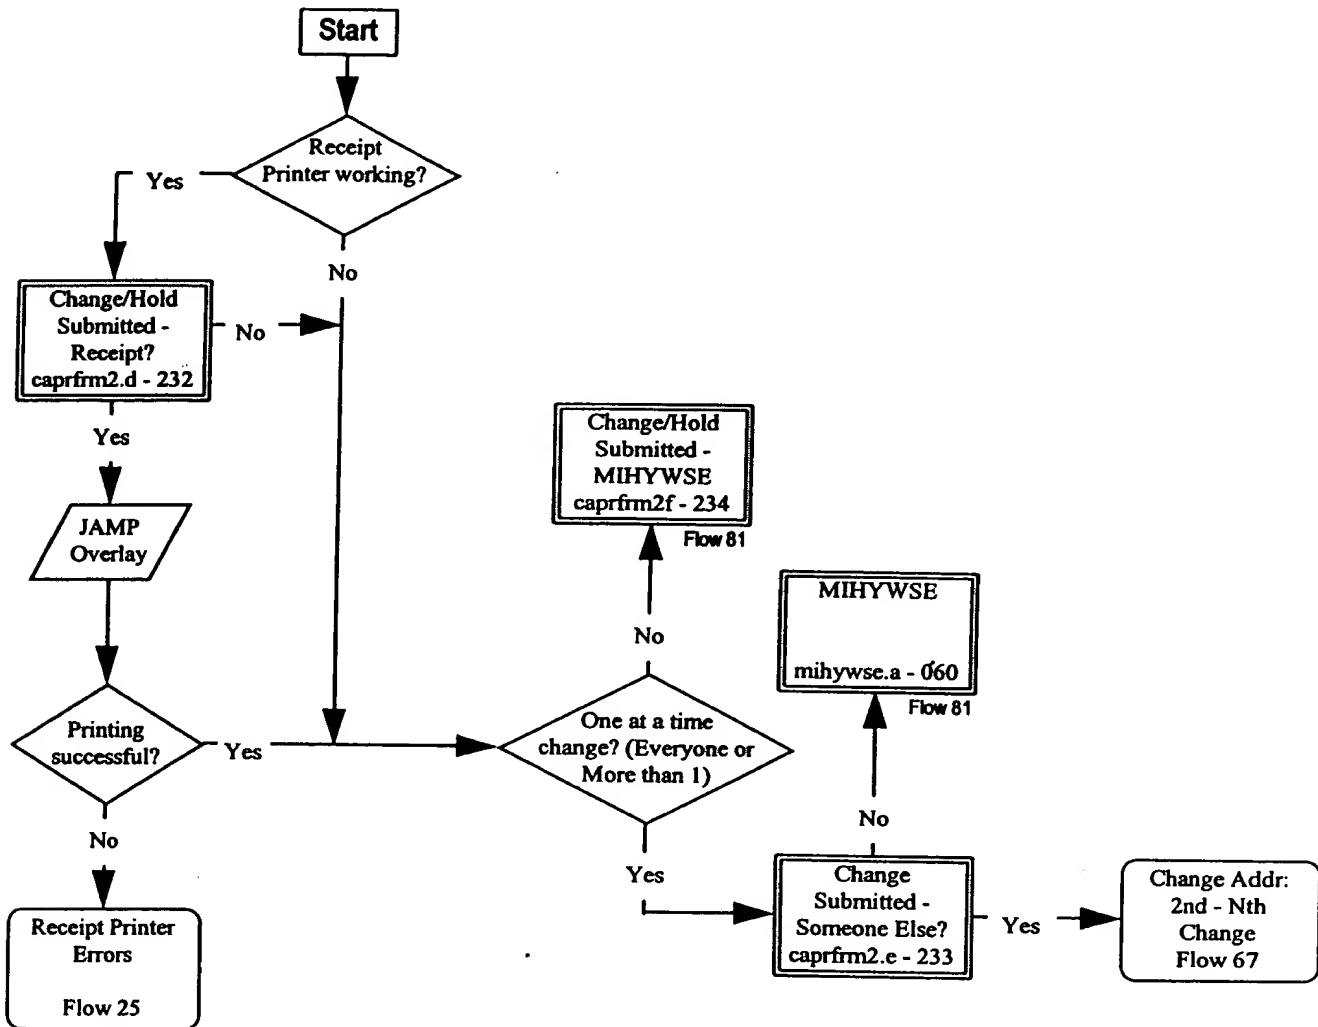 Start
Receipt
Printer working?
Yes
No
Change/Hold
Submitted -
Receipt?
caprfrm2.d - 232
No
Yes
JAMP
Overlay
Printing
successful?
Yes
No
Receipt Printer
Errors
Flow 25
Change/Hold
Submitted -
MIHYWSE
caprfrm2f - 234
Flow 81
No
One at a time
change? (Everyone or
More than 1)
Yes
MIHYWSE
mihywse.a - 060
Flow 81
No
Change
Submitted -
Someone Else?
caprfrm2.e - 233
Yes
Change Addr:
2nd - Nth
Change
Flow 67